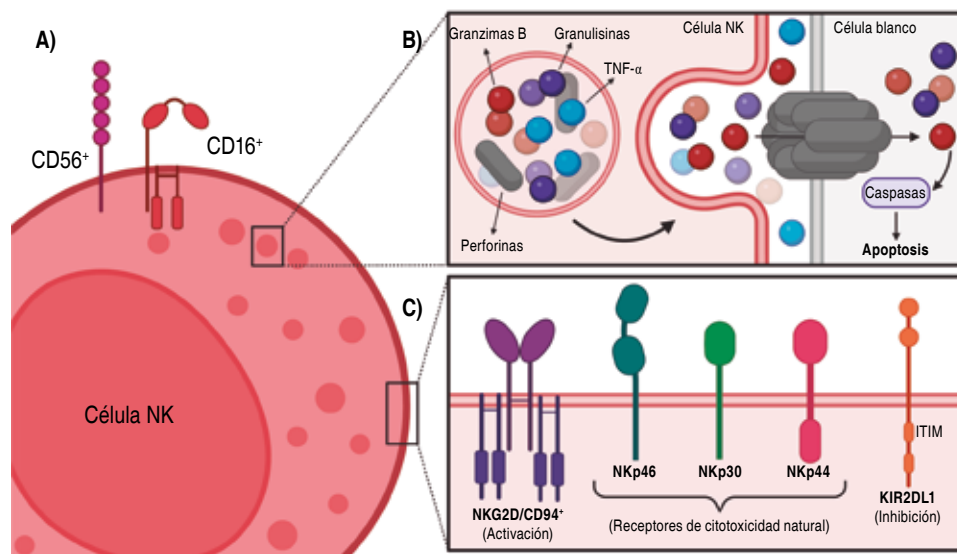 A)
CD56+
CD16+
Célula NK
B)
Granzimas B
Granulisinas
TNF-α
Perforinas
Célula NK
Célula blanco
Caspasas
Apoptosis
C)
NKG2D/CD94+
(Activación)
NKp46
NKp30
NKp44
(Receptores de citotoxicidad natural)
ITIM
KIR2DL1
(Inhibición)